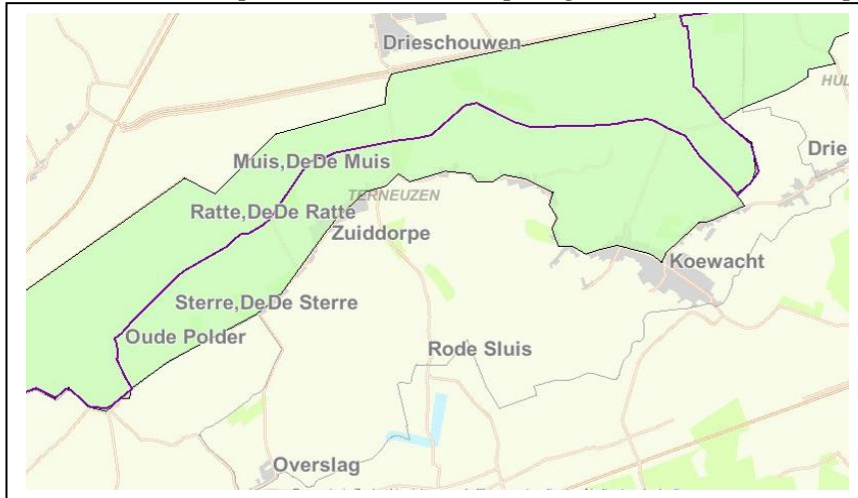 Drieschouwen
HUL
Drie
Muis,DeDe Muis
TERNEUZEN
Ratte,DeDe Ratte
Zuiddorpe
Koewacht
Sterre,DeDe Sterre
Oude Polder
Rode Sluis
Overslag